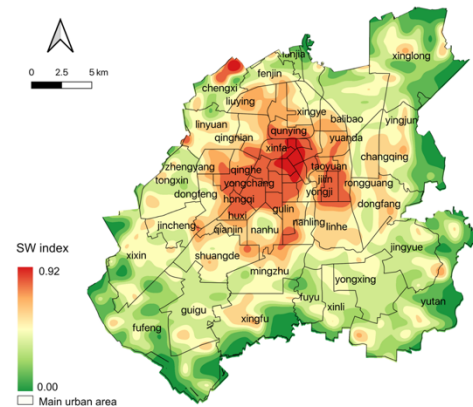 tanjia
xinglong
fenjin
0 2.5 5 km
chengxi
liuying
xingye
balibao
yingjun
linyuan
qunying
yuanda
qingnian
xinfa
changqing
zhengyang
taoyuan
qinghe
jilin
tongxin
yongchang
rongguang
yongji
dongfeng
hongqi
gulin
dongfang
huxi
nanling
jincheng
qianjin
nanhu
linhe
SW index
xixin
shuangde
jingyue
0.92
mingzhu
yongxing
fuyu
yutan
guigu
xinli
fufeng
xingfu
0.00
Main urban area